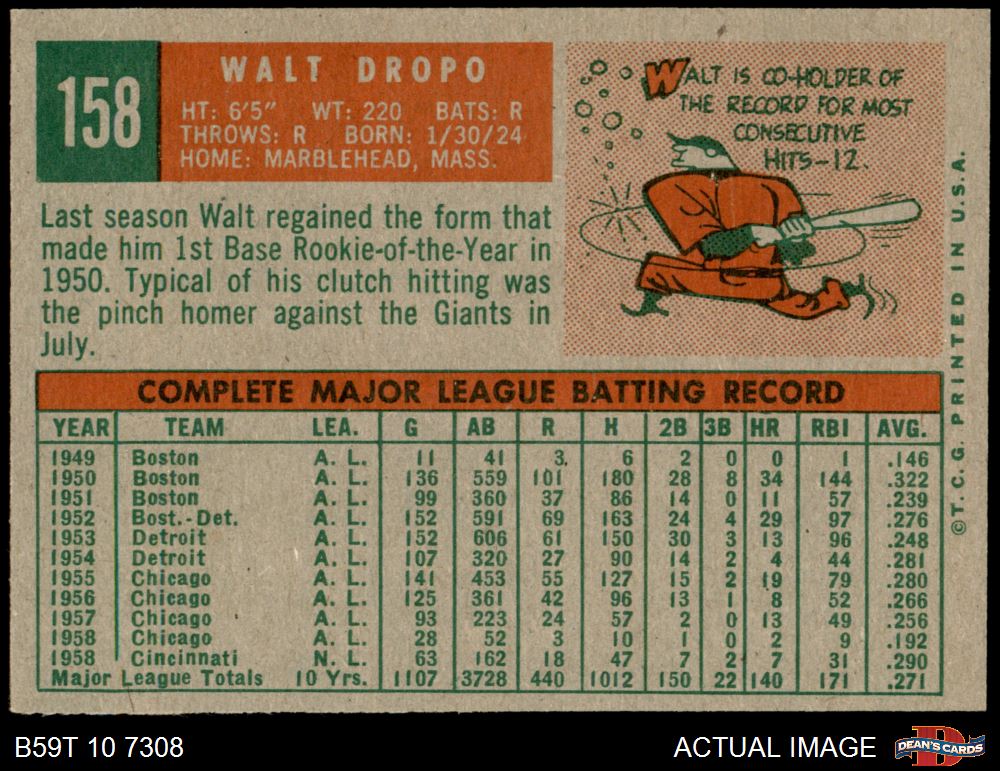 158
WALT DROPO
HT: 6'5" WT: 220 BATS: R
THROWS: R BORN: 1/30/24
HOME: MARBLEHEAD, MASS.
WALT IS CO-HOLDER OF
THE RECORD FOR MOST
CONSECUTIVE
HITS-12.
Last season Walt regained the form that
made him 1st Base Rookie-of-the-Year in
1950. Typical of his clutch hitting was
the pinch homer against the Giants in
July.
COMPLETE MAJOR LEAGUE BATTING RECORD
YEAR TEAM LEA. G AB R H 2B 3B HR RBI AVG.
1949 Boston A. L. 11 41 3 6 2 0 0 1 .146
1950 Boston A. L. 136 559 101 180 28 8 34 144 .322
1951 Boston A. L. 99 360 37 86 14 0 11 57 .239
1952 Bost.-Det. A. L. 152 591 69 163 24 4 29 97 .276
1953 Detroit A. L. 152 606 61 150 30 3 13 96 .248
1954 Detroit A. L. 107 320 27 90 14 2 4 44 .281
1955 Chicago A. L. 141 453 55 127 15 2 19 79 .280
1956 Chicago A. L. 125 361 42 96 13 1 8 52 .266
1957 Chicago A. L. 93 223 24 57 2 0 13 49 .256
1958 Chicago A. L. 28 52 3 10 1 0 2 9 .192
1958 Cincinnati N. L. 63 162 18 47 7 2 7 31 .290
Major League Totals 10 Yrs. 1107 3728 440 1012 150 22 140 171 .271
©T. C. G. PRINTED IN U.S.A.
B59T 10 7308
ACTUAL IMAGE
DEAN'S CARDS